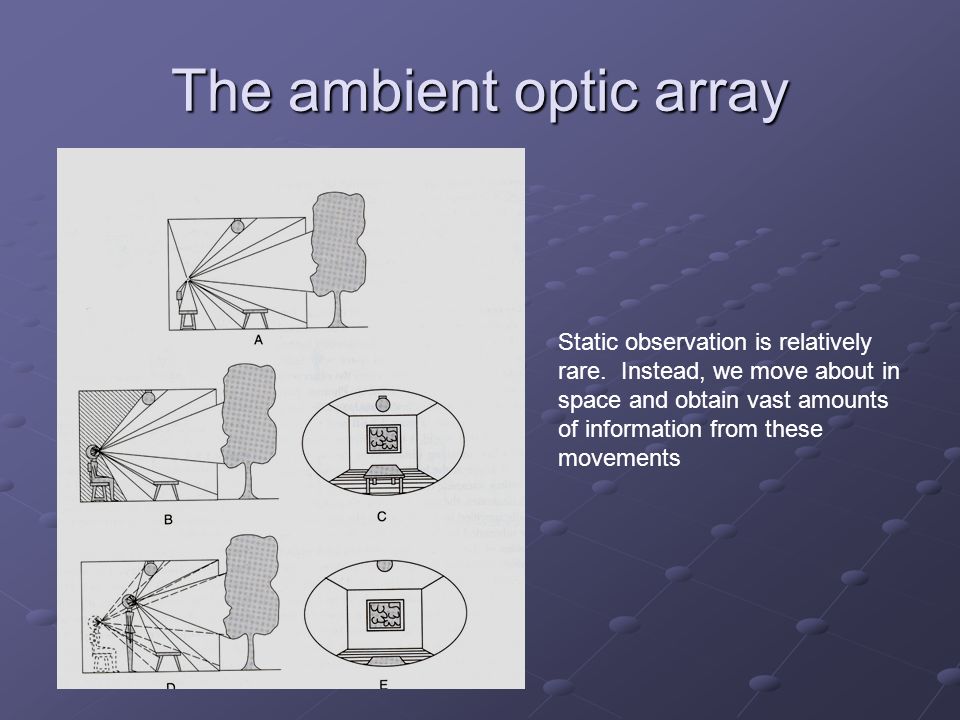 The ambient optic array
A
B
C
D
E
Static observation is relatively
rare.  Instead, we move about in
space and obtain vast amounts
of information from these
movements